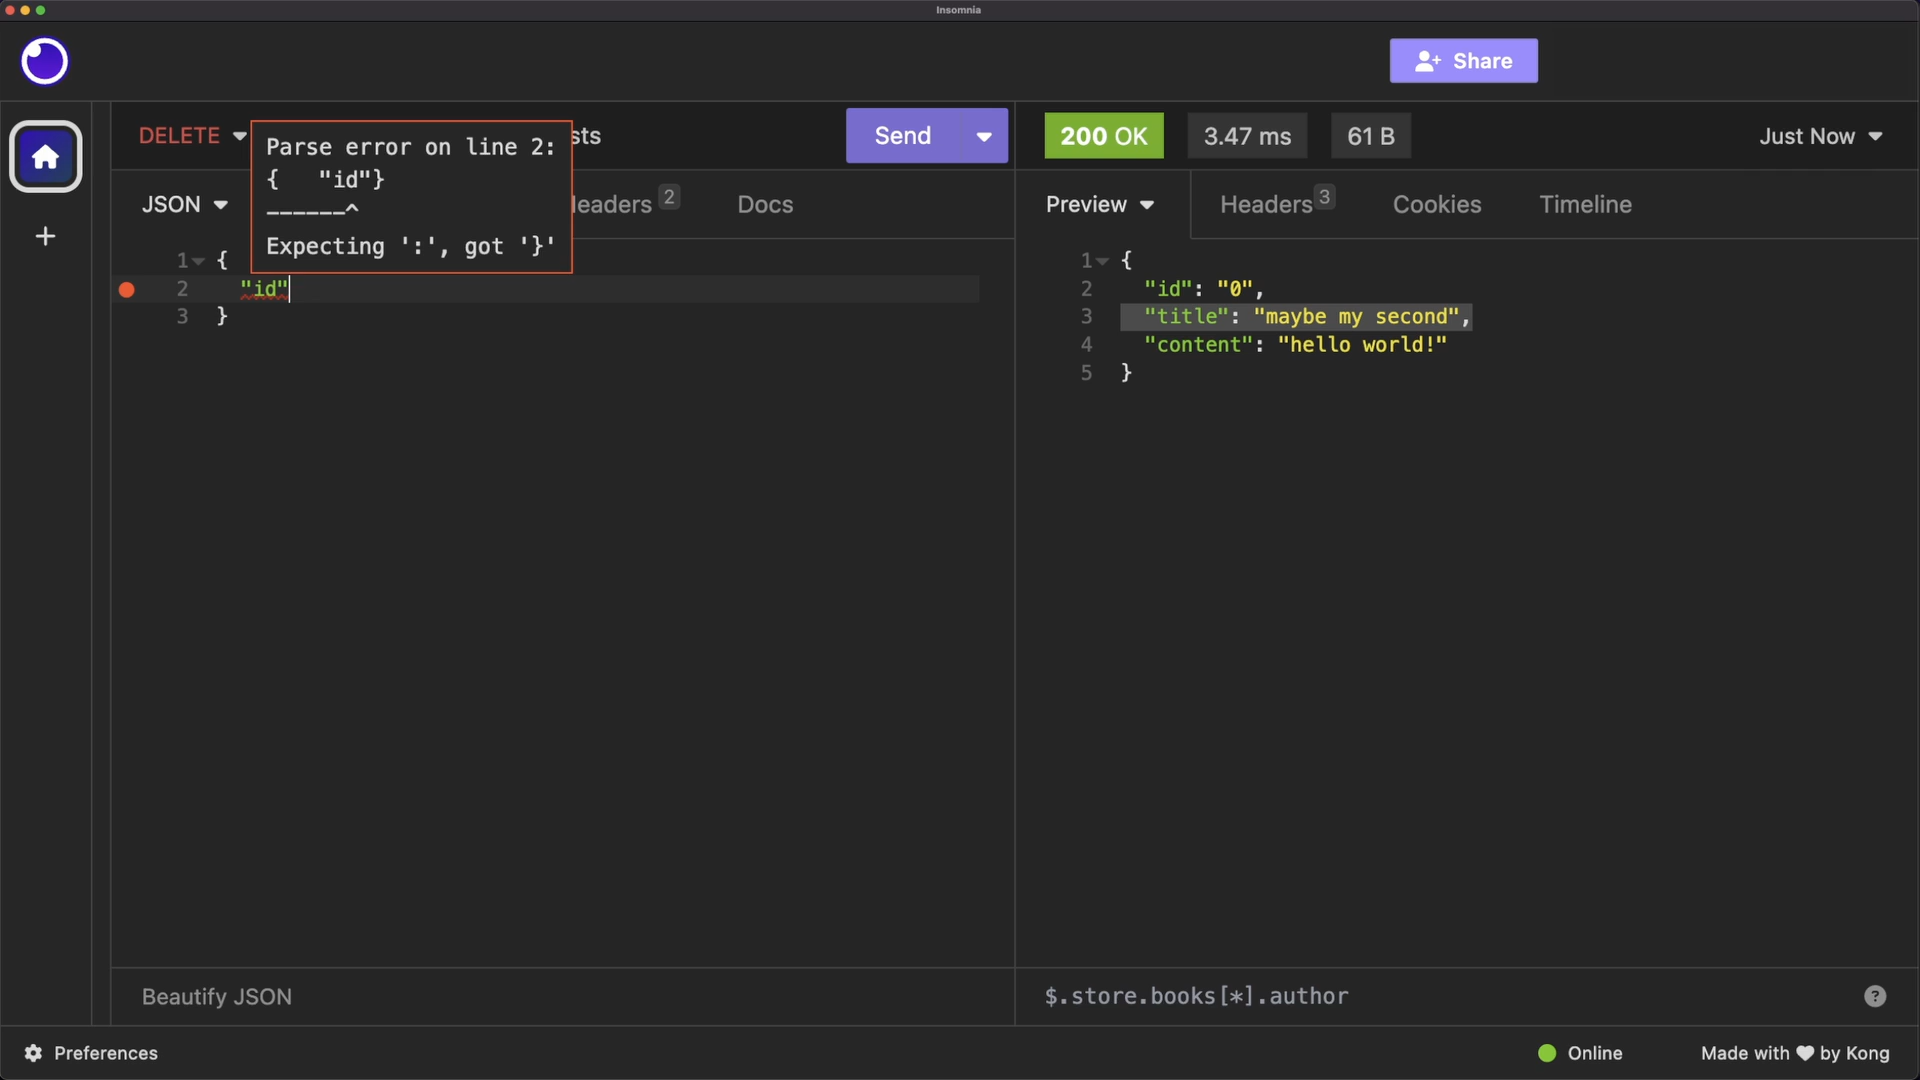 Insomnia
Share
DELETE
sts
Send
200 OK
3.47 ms
61 B
Just Now
Parse error on line 2:
{   "id"}
------^
Expecting ':', got '}'
JSON
eaders 2
Docs
Preview
Headers 3
Cookies
Timeline
1 {
2 "id"
3 }
1 {
2 "id": "0",
3 "title": "maybe my second",
4 "content": "hello world!"
5 }
Beautify JSON
$.store.books[*].author
?
Preferences
Online
Made with ♥ by Kong